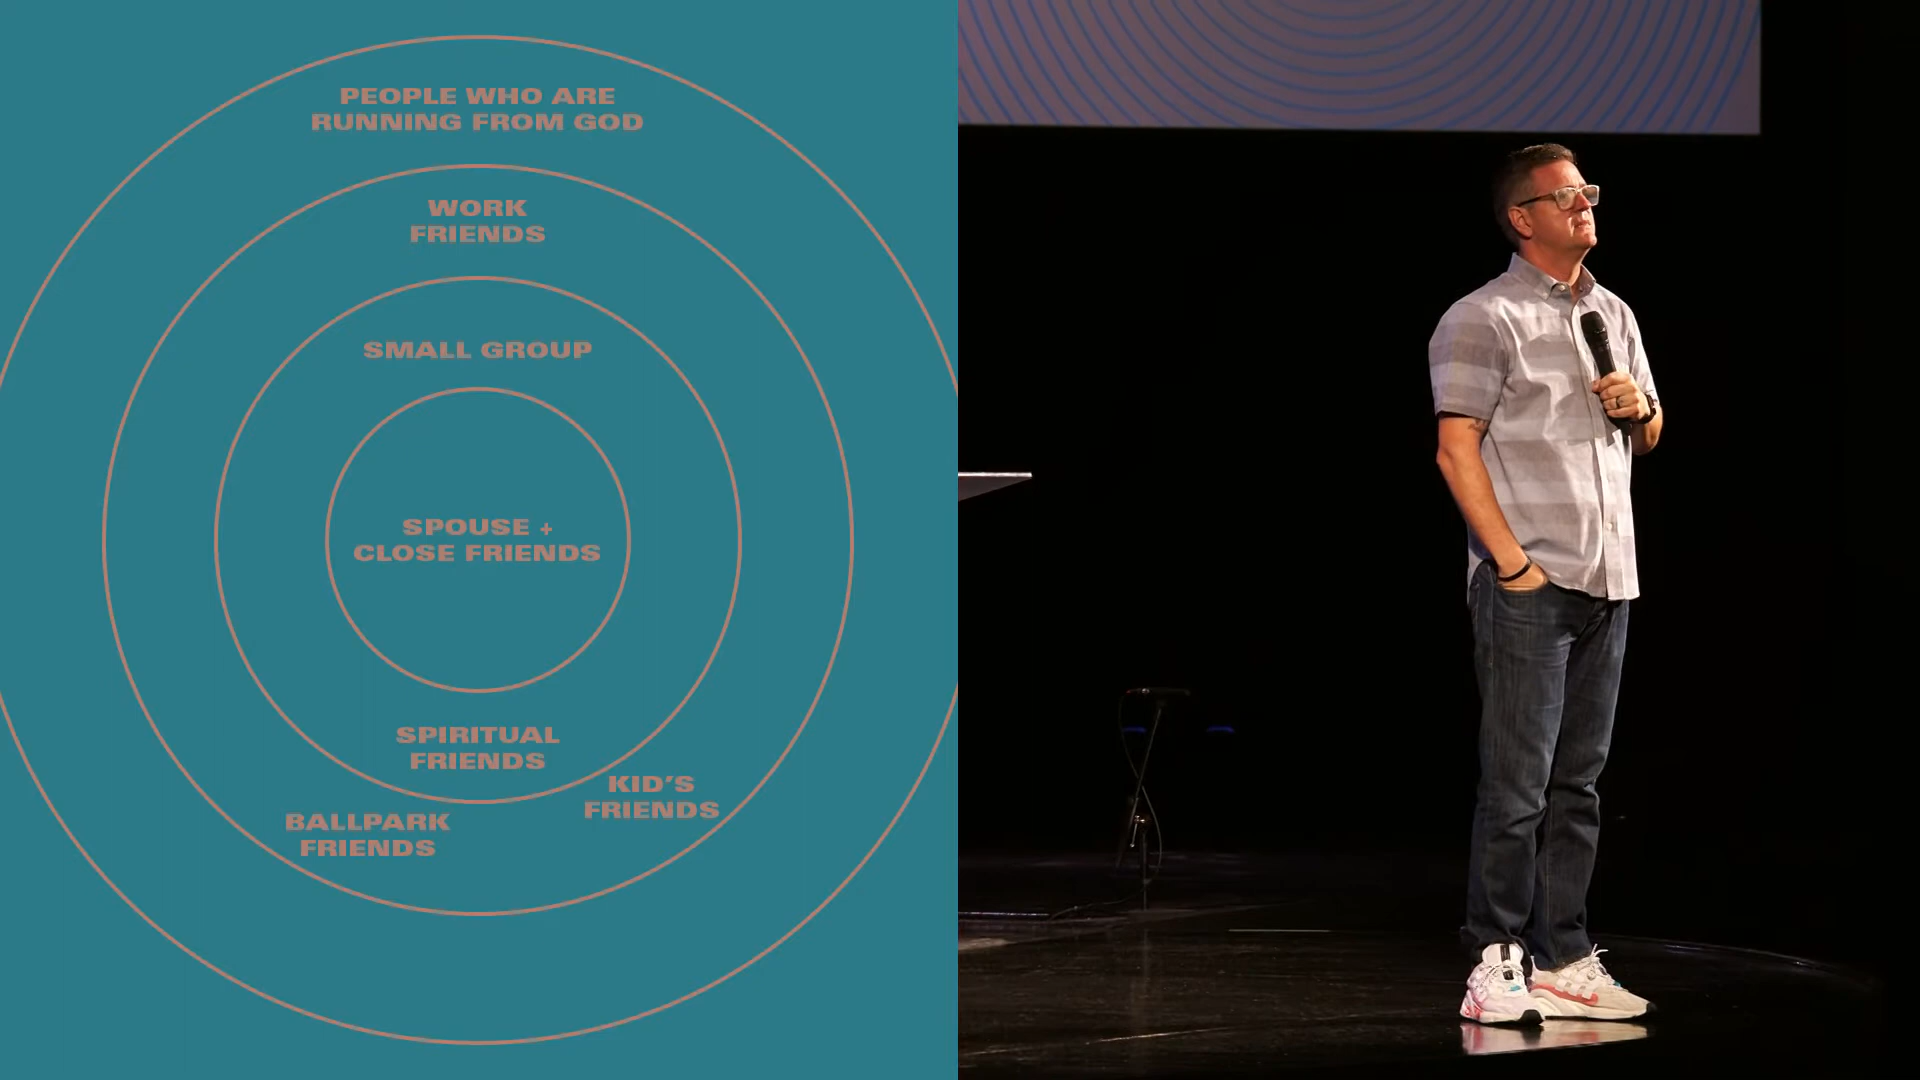 PEOPLE WHO ARE
RUNNING FROM GOD
WORK
FRIENDS
SMALL GROUP
SPOUSE +
CLOSE FRIENDS
SPIRITUAL
FRIENDS
KID'S
FRIENDS
BALLPARK
FRIENDS